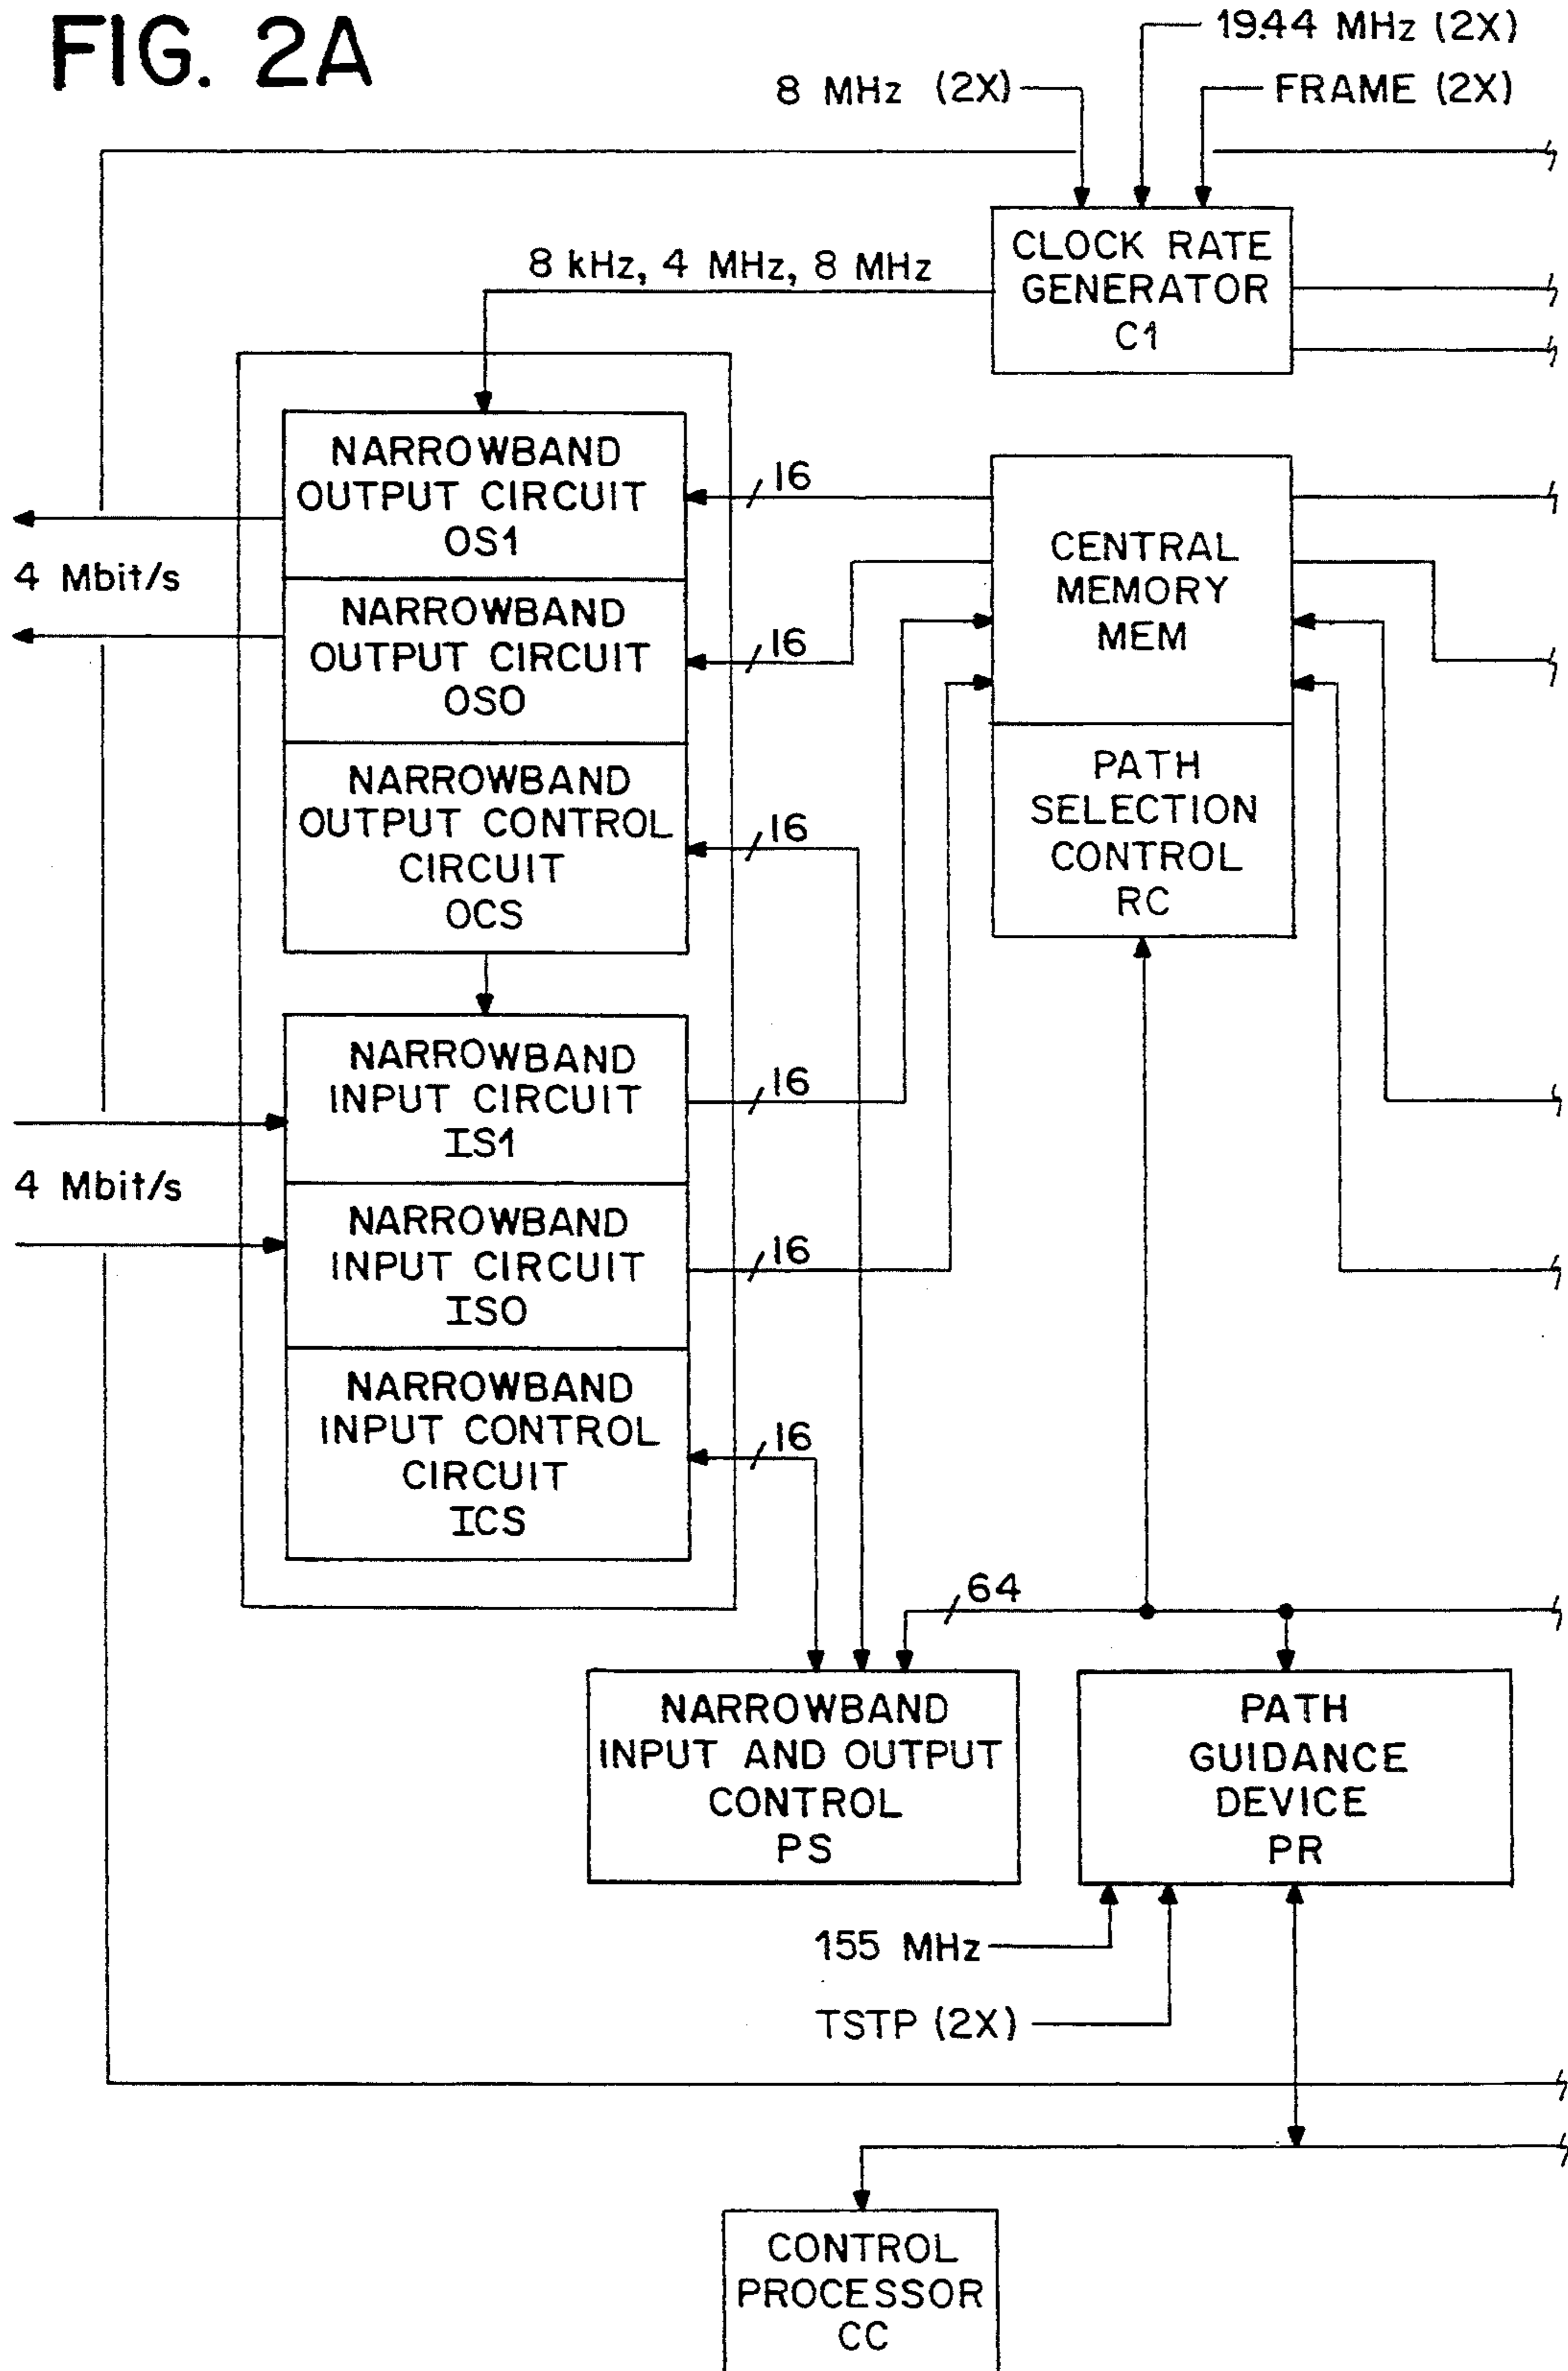 FIG. 2A
19.44 MHz (2X)
8 MHz (2X)
FRAME (2X)
CLOCK RATE
GENERATOR
C1
8 kHz, 4 MHz, 8 MHz
NARROWBAND
OUTPUT CIRCUIT
OS1
16
4 Mbit/s
NARROWBAND
OUTPUT CIRCUIT
OS0
16
CENTRAL
MEMORY
MEM
NARROWBAND
OUTPUT CONTROL
CIRCUIT
OCS
16
PATH
SELECTION
CONTROL
RC
NARROWBAND
INPUT CIRCUIT
IS1
16
4 Mbit/s
NARROWBAND
INPUT CIRCUIT
IS0
16
NARROWBAND
INPUT CONTROL
CIRCUIT
ICS
16
64
NARROWBAND
INPUT AND OUTPUT
CONTROL
PS
PATH
GUIDANCE
DEVICE
PR
155 MHz
TSTP (2X)
CONTROL
PROCESSOR
CC